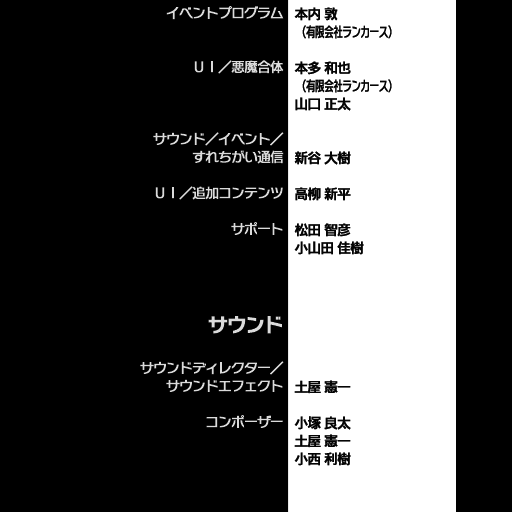 イベントプログラム 本内 敦
（有限会社ランカース）
ＵＩ／悪魔合体 本多 和也
（有限会社ランカース）
山口 正太
サウンド／イベント／
すれちがい通信 新谷 大樹
ＵＩ／追加コンテンツ 高柳 新平
サポート 松田 智彦
小山田 佳樹
サウンド
サウンドディレクター／
サウンドエフェクト 土屋 憲一
コンポーザー 小塚 良太
土屋 憲一
小西 利樹